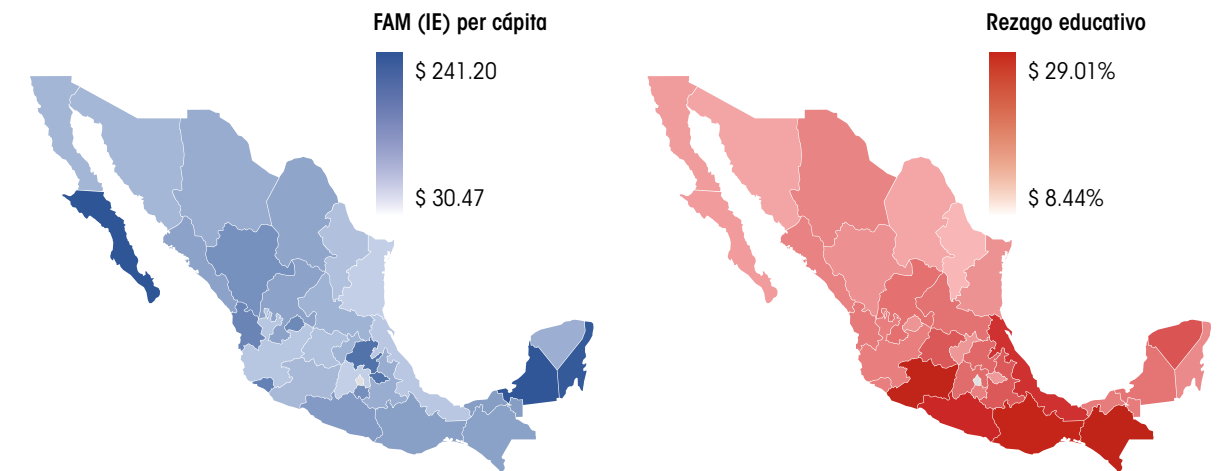 FAM (IE) per cápita
$ 241.20
$ 30.47
Rezago educativo
$ 29.01%
$ 8.44%